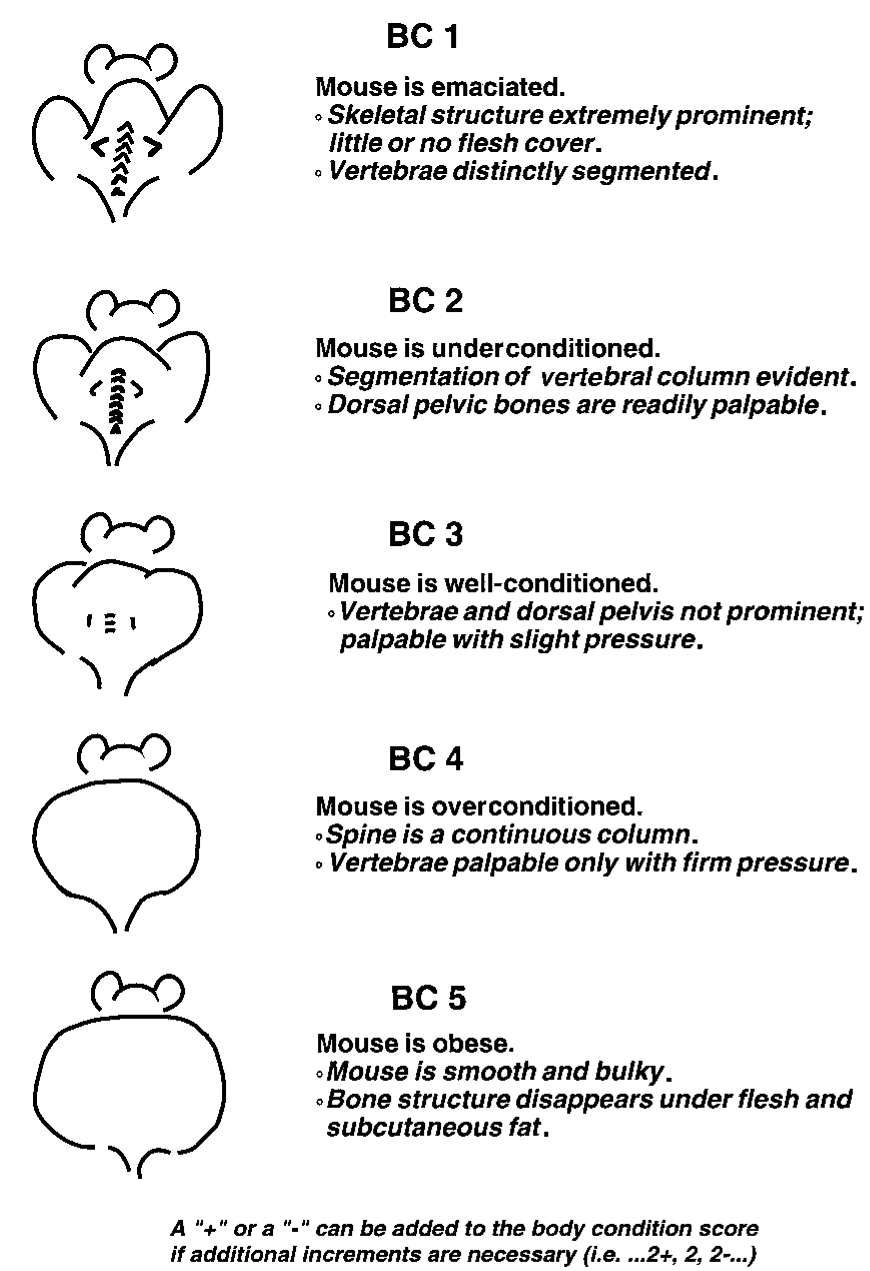 BC 1
Mouse is emaciated.
◦ Skeletal structure extremely prominent;
little or no flesh cover.
◦ Vertebrae distinctly segmented.
BC 2
Mouse is underconditioned.
◦ Segmentation of vertebral column evident.
◦ Dorsal pelvic bones are readily palpable.
BC 3
Mouse is well-conditioned.
◦ Vertebrae and dorsal pelvis not prominent;
palpable with slight pressure.
BC 4
Mouse is overconditioned.
◦ Spine is a continuous column.
◦ Vertebrae palpable only with firm pressure.
BC 5
Mouse is obese.
◦ Mouse is smooth and bulky.
◦ Bone structure disappears under flesh and
subcutaneous fat.
A "+" or a "-" can be added to the body condition score
if additional increments are necessary (i.e. ...2+, 2, 2-...)